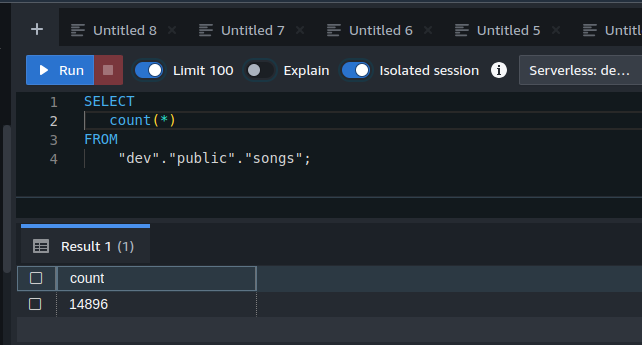 + Untitled 8 × Untitled 7 × Untitled 6 × Untitled 5 × Untitl
Run Limit 100 Explain Isolated session i Serverless: de...
1 SELECT
2 count(*)
3 FROM
4 "dev"."public"."songs";
Result 1 (1)
count
14896